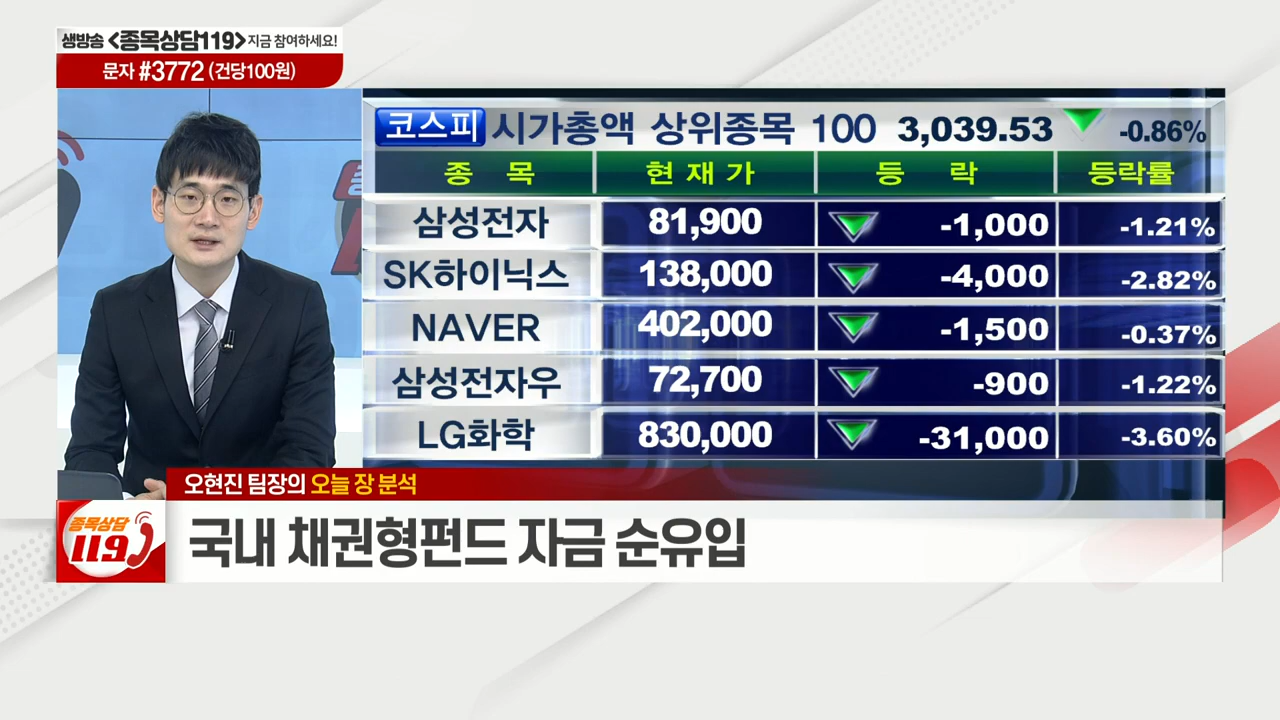 생방송 <종목상담119> 지금 참여하세요!
문자 #3772 (건당100원)
코스피 시가총액 상위종목 100 3,039.53 -0.86%
종 목 현 재 가 등 락 등락률
삼성전자 81,900 -1,000 -1.21%
SK하이닉스 138,000 -4,000 -2.82%
NAVER 402,000 -1,500 -0.37%
삼성전자우 72,700 -900 -1.22%
LG화학 830,000 -31,000 -3.60%
오현진 팀장의 오늘 장 분석
종목상담
119
국내 채권형펀드 자금 순유입